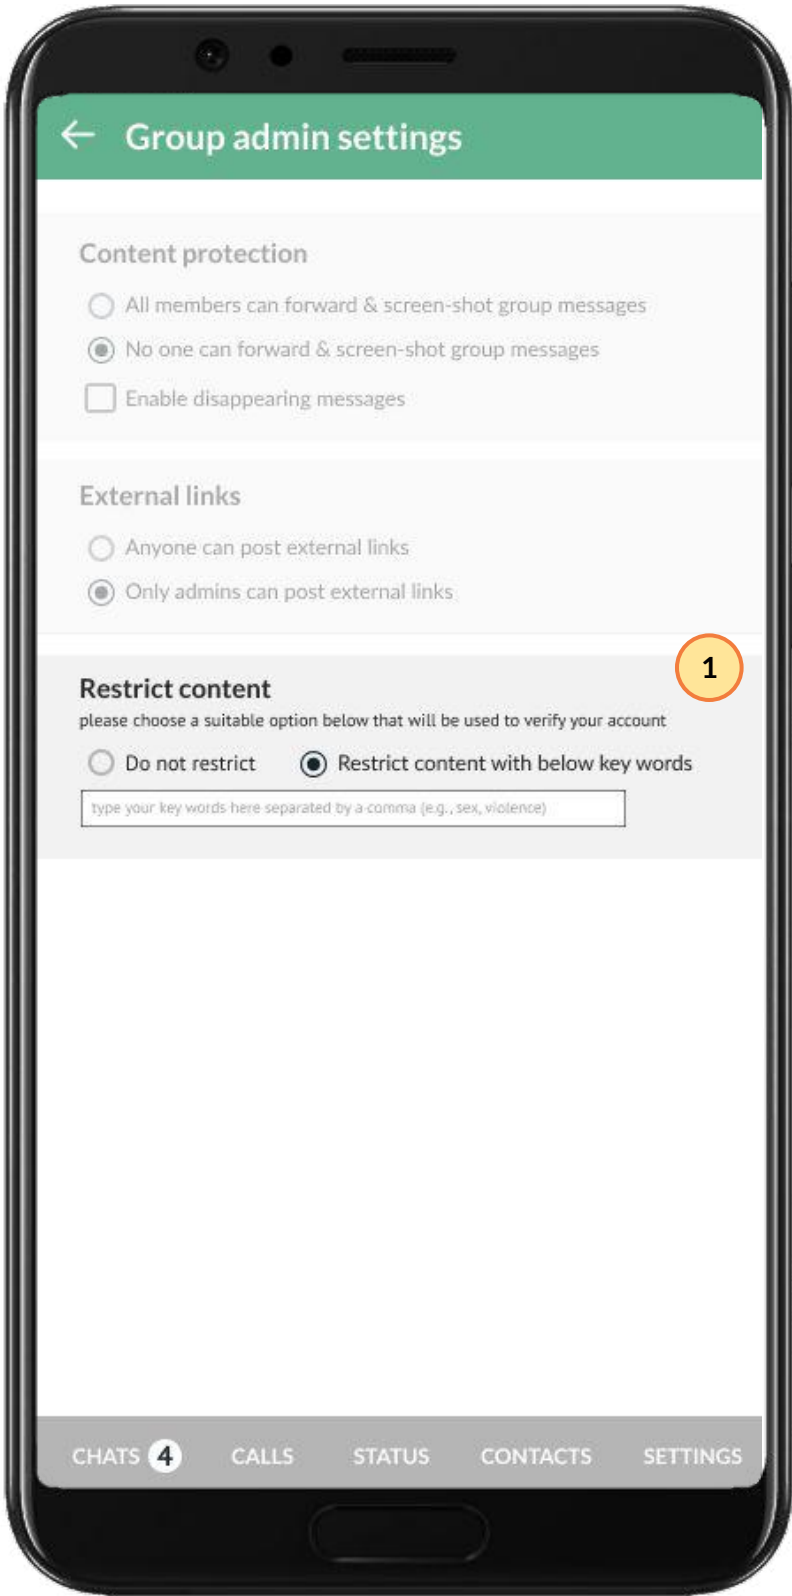 Group admin settings
Content protection
All members can forward & screen-shot group messages
No one can forward & screen-shot group messages
Enable disappearing messages
External links
Anyone can post external links
Only admins can post external links
1
Restrict content
please choose a suitable option below that will be used to verify your account
Do not restrict Restrict content with below key words
type your key words here separated by a comma (e.g., sex, violence)
CHATS 4 CALLS STATUS CONTACTS SETTINGS